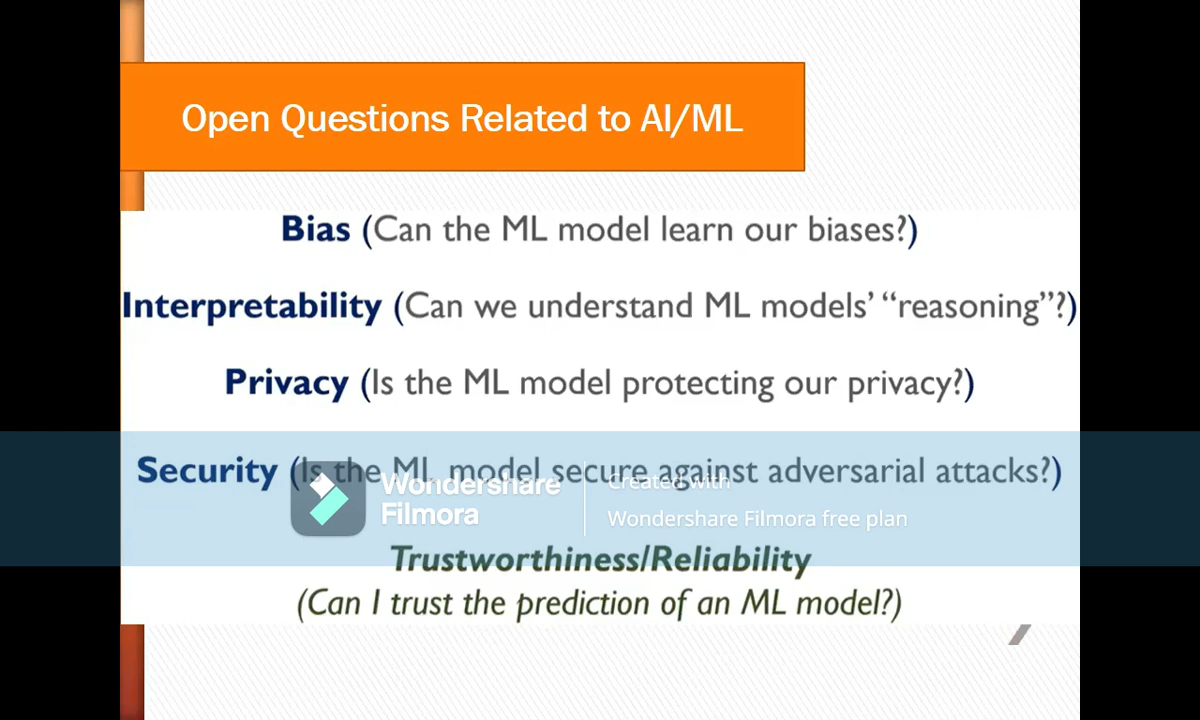 Open Questions Related to AI/ML
Bias (Can the ML model learn our biases?)
Interpretability (Can we understand ML models’ “reasoning”?)
Privacy (Is the ML model protecting our privacy?)
Security (Is the ML model secure against adversarial attacks?)
Wondershare
Filmora
Created with
Wondershare Filmora free plan
Trustworthiness/Reliability
(Can I trust the prediction of an ML model?)